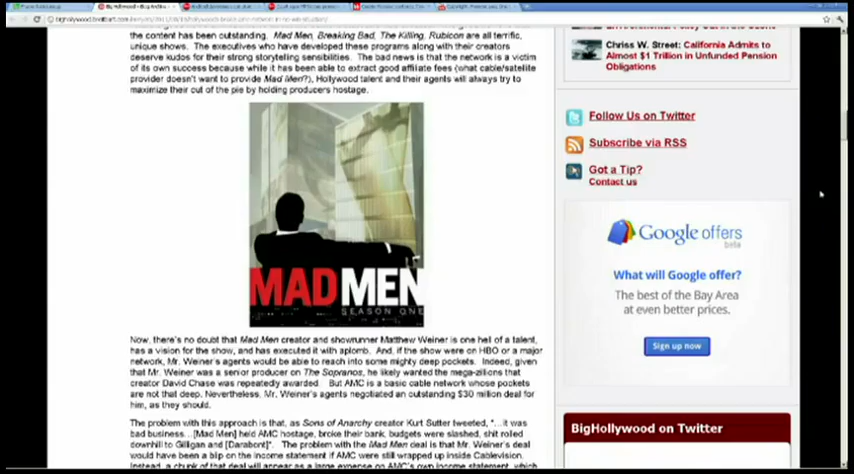 bighollywood.breitbart.com
the content has been outstanding. Mad Men, Breaking Bad, The Killing, Rubicon are all terrific,
unique shows. The executives who have developed these programs along with their creators
deserve kudos for their strong storytelling sensibilities. The bad news is that the network is a victim
of its own success because while it has been able to extract good affiliate fees (what cable/satellite
provider doesn't want to provide Mad Men?), Hollywood talent and their agents will always try to
maximize their cut of the pie by holding producers hostage.
MAD MEN
SEASON ONE
Now, there's no doubt that Mad Men creator and showrunner Matthew Weiner is one hell of a talent,
has a vision for the show, and has executed it with aplomb. And, if the show were on HBO or a major
network, Mr. Weiner's agents would be able to reach into some mighty deep pockets. Indeed, given
that Mr. Weiner was a senior producer on The Sopranos, he likely wanted the mega-zillions that
creator David Chase was repeatedly awarded. But AMC is a basic cable network whose pockets
are not that deep. Nevertheless, Mr. Weiner's agents negotiated an outstanding $30 million deal for
him, as they should.
The problem with this approach is that, as Sons of Anarchy creator Kurt Sutter tweeted, "...it was
bad business...[Mad Men] held AMC hostage, broke their bank, budgets were slashed, shit rolled
downhill to Gilligan and [Darabont]". The problem with the Mad Men deal is that Mr. Weiner's deal
would have been a blip on the income statement if AMC were still wrapped up inside Cablevision.
Instead, a chunk of that deal will appear as a large expense on AMC's own income statement, which
Chriss W. Street: California Admits to
Almost $1 Trillion in Unfunded Pension
Obligations
Follow Us on Twitter
Subscribe via RSS
Got a Tip?
Contact us
Google offers
beta
What will Google offer?
The best of the Bay Area
at even better prices.
Sign up now
BigHollywood on Twitter